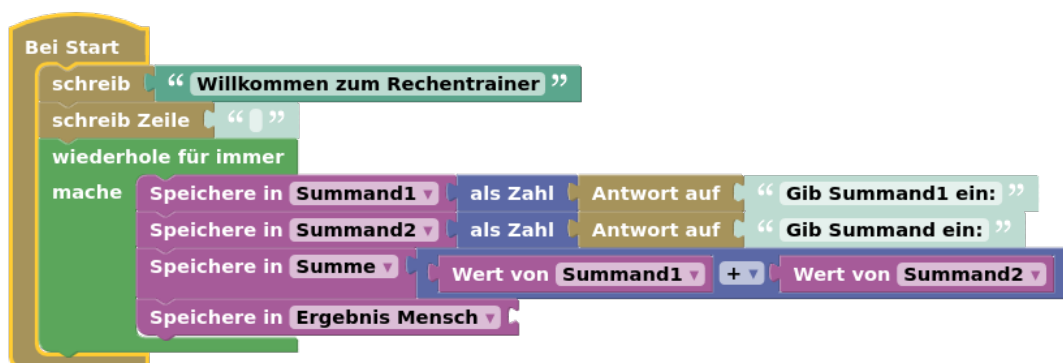 Bei Start
schreib “ Willkommen zum Rechentrainer ”
schreib Zeile “ ”
wiederhole für immer
mache Speichere in Summand1 ▾ als Zahl Antwort auf “ Gib Summand1 ein: ”
Speichere in Summand2 ▾ als Zahl Antwort auf “ Gib Summand ein: ”
Speichere in Summe ▾ Wert von Summand1 ▾ + ▾ Wert von Summand2 ▾
Speichere in Ergebnis Mensch ▾